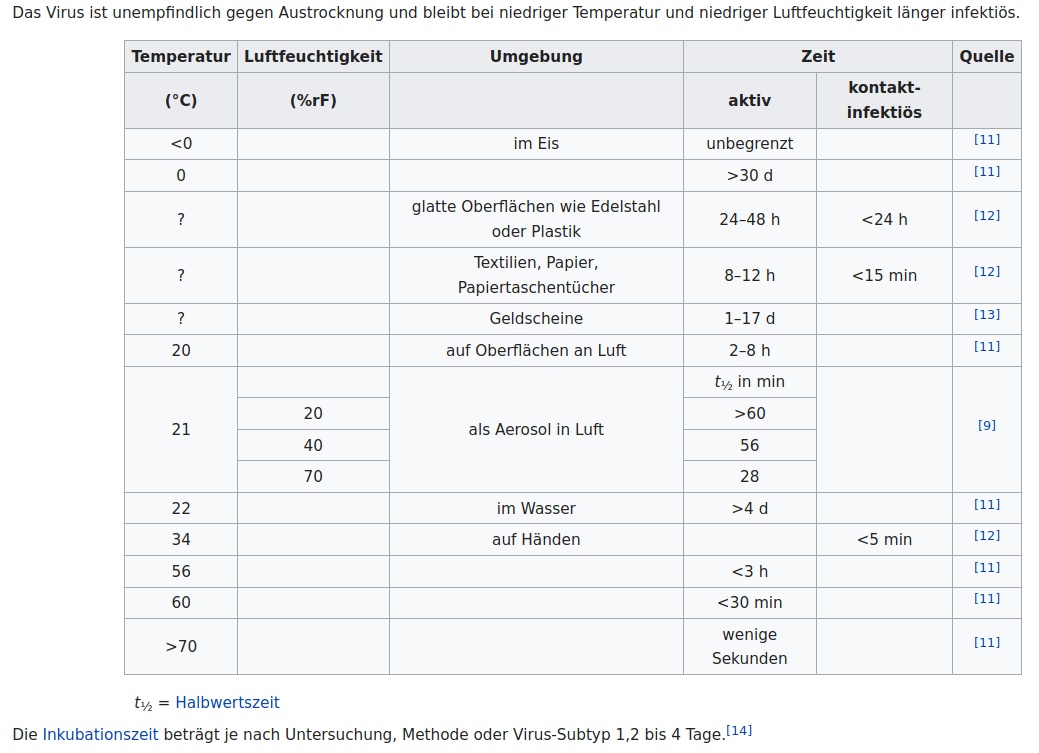 Das Virus ist unempfindlich gegen Austrocknung und bleibt bei niedriger Temperatur und niedriger Luftfeuchtigkeit länger infektiös.
Temperatur Luftfeuchtigkeit Umgebung Zeit Quelle
(°C) (%rF) aktiv kontakt-
infektiös
<0 im Eis unbegrenzt [11]
0 >30 d [11]
? glatte Oberflächen wie Edelstahl
oder Plastik 24–48 h <24 h [12]
? Textilien, Papier,
Papiertaschentücher 8–12 h <15 min [12]
? Geldscheine 1–17 d [13]
20 auf Oberflächen an Luft 2–8 h [11]
21 als Aerosol in Luft t½ in min [9]
20 >60
40 56
70 28
22 im Wasser >4 d [11]
34 auf Händen <5 min [12]
56 <3 h [11]
60 <30 min [11]
>70 wenige
Sekunden [11]
t½ = Halbwertszeit
Die Inkubationszeit beträgt je nach Untersuchung, Methode oder Virus-Subtyp 1,2 bis 4 Tage.[14]